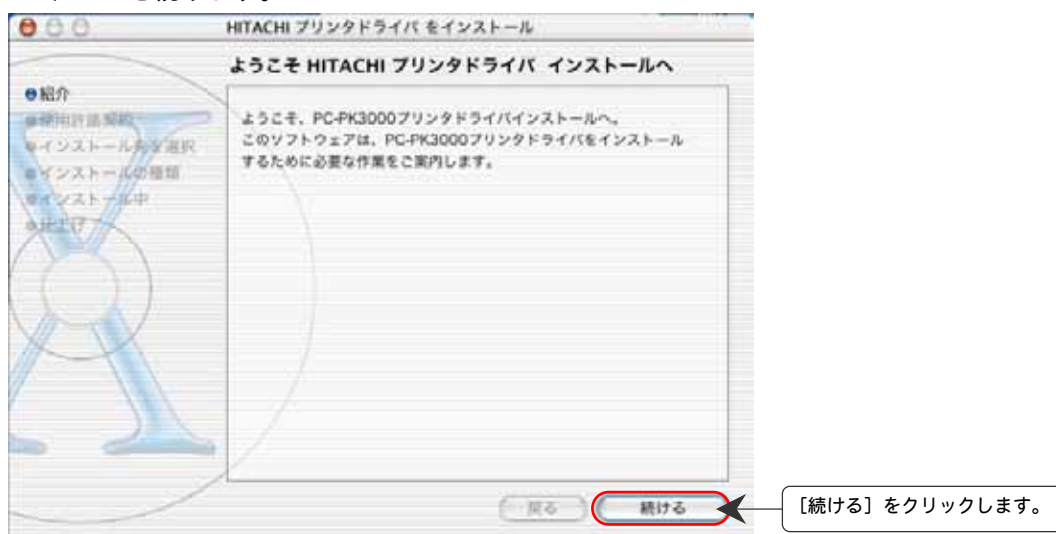 HITACHI プリンタドライバ をインストール
ようこそ HITACHI プリンタドライバ インストールへ
紹介
使用許諾契約
インストール先を選択
インストールの種類
インストール中
仕上げ
ようこそ、PC-PK3000プリンタドライバインストールへ。
このソフトウェアは、PC-PK3000プリンタドライバをインストール
するために必要な作業をご案内します。
戻る
続ける
［続ける］をクリックします。